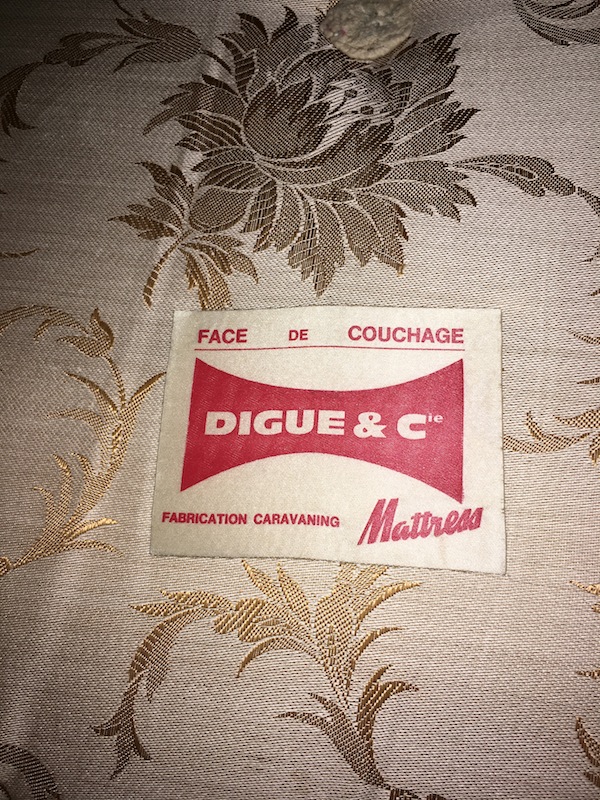 FACE DE COUCHAGE
DIGUE & Cie
FABRICATION CARAVANING Mattress